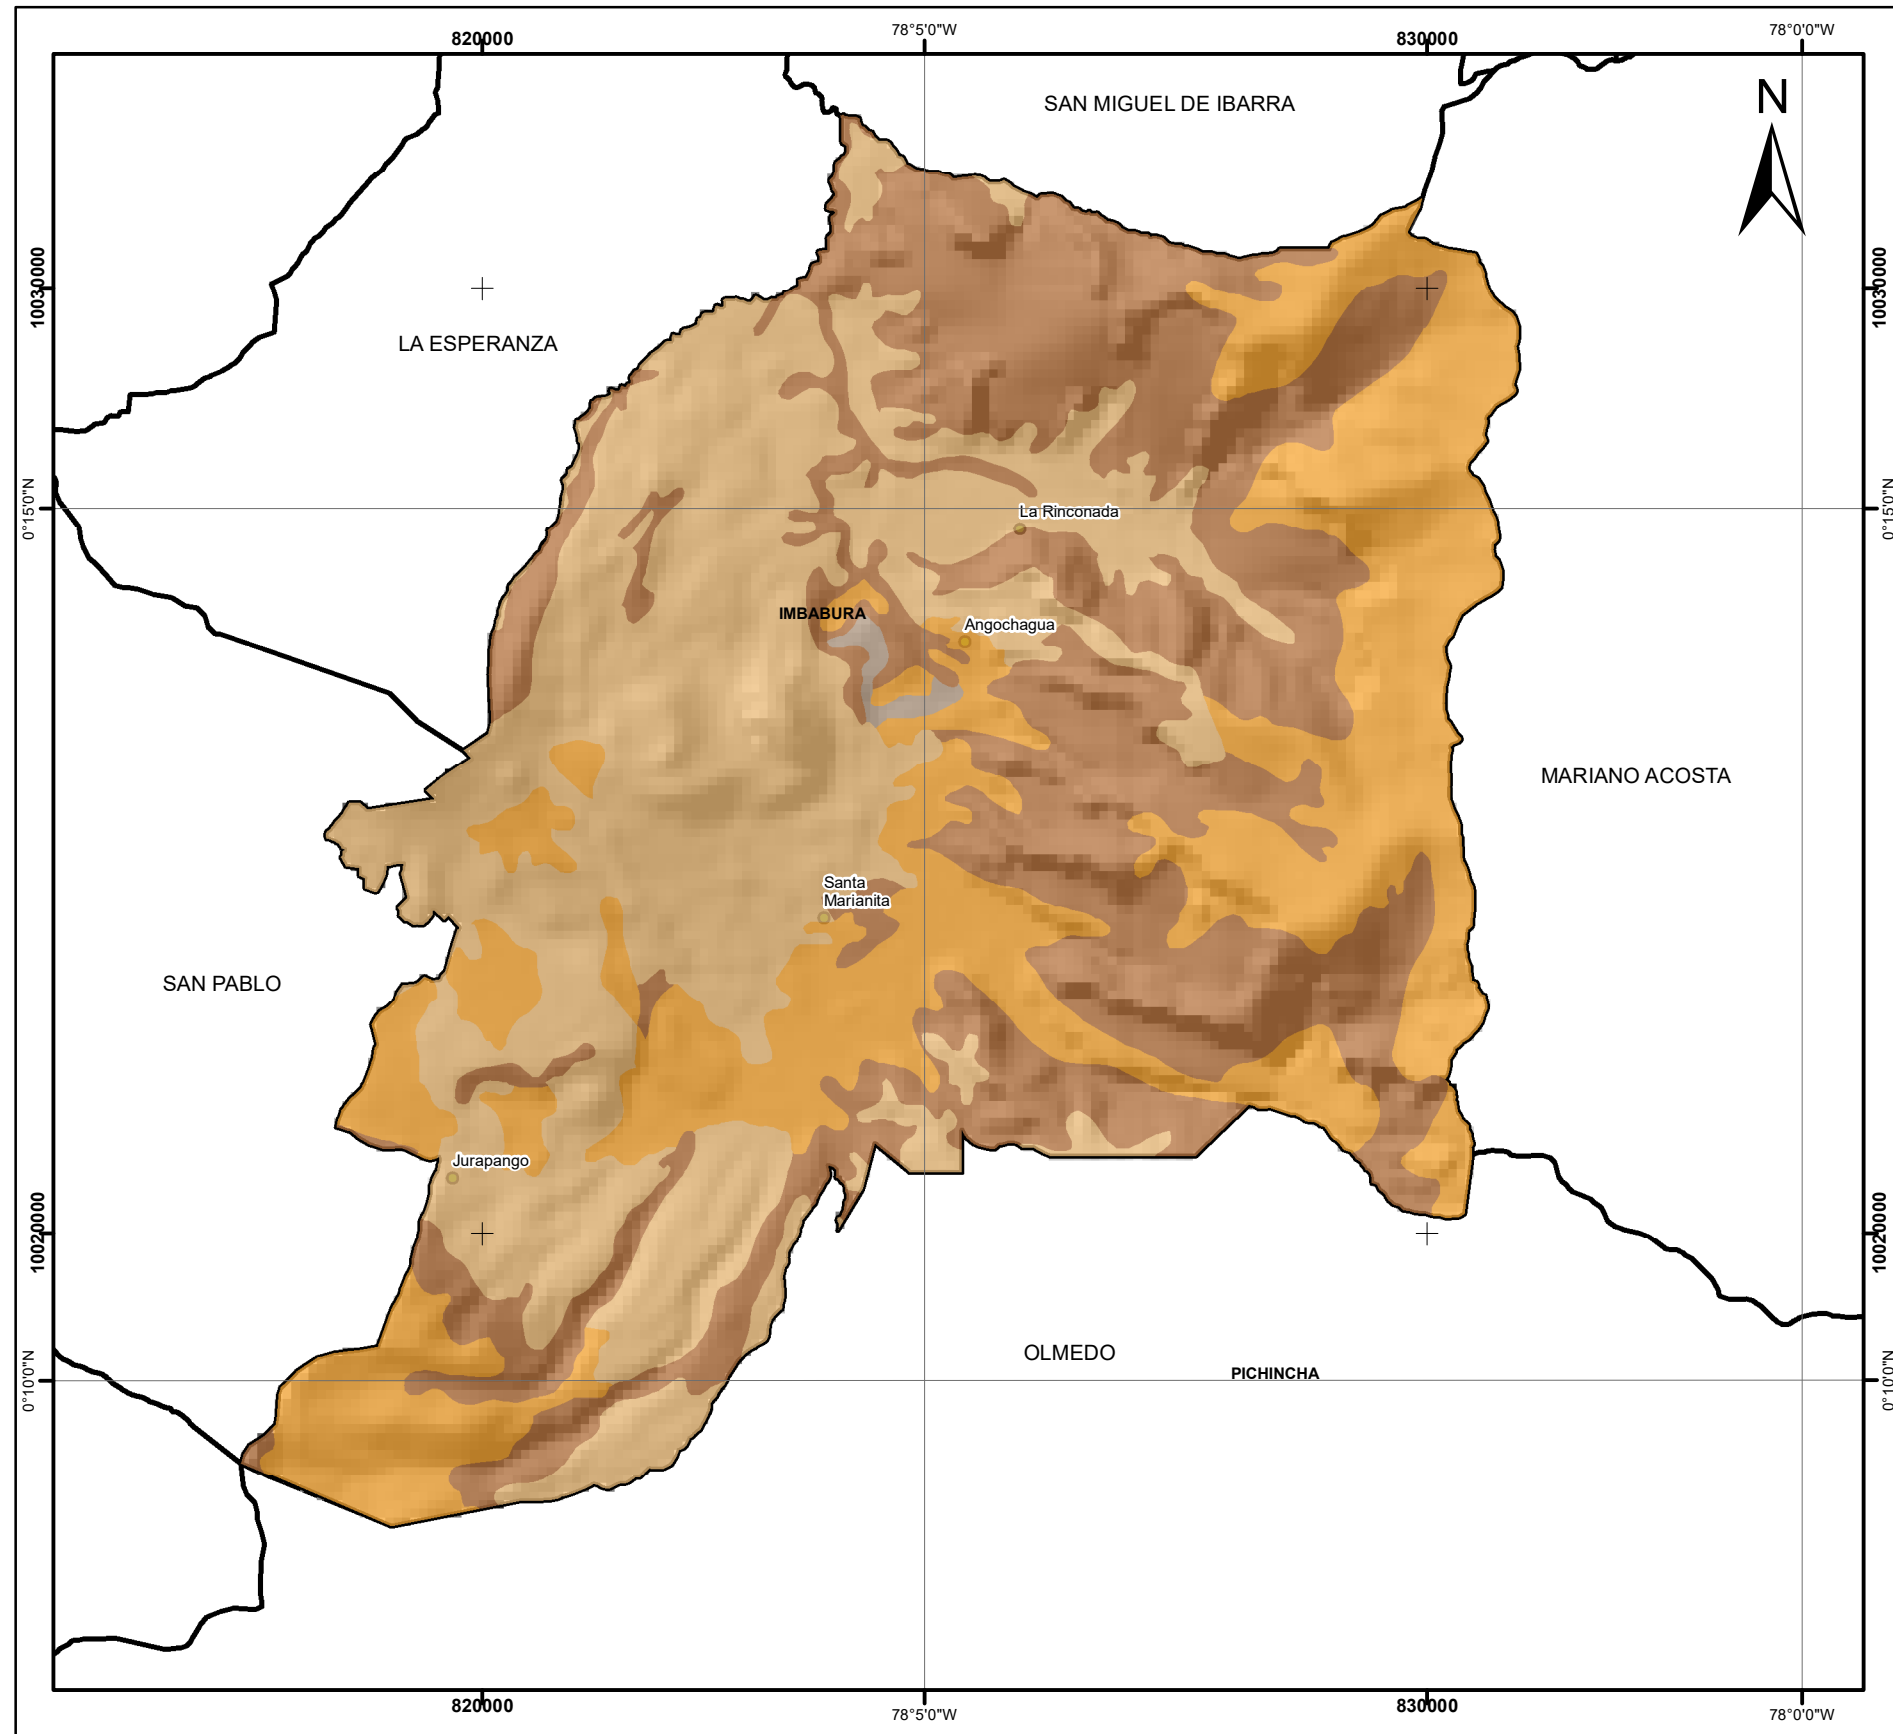 78°5'0"W
78°0'0"W
820000
830000
SAN MIGUEL DE IBARRA
N
10030000
10030000
LA ESPERANZA
0°15'0"N
0°15'0"N
La Rinconada
IMBABURA
Angochagua
MARIANO ACOSTA
Santa
Marianita
SAN PABLO
Jurapango
10020000
10020000
OLMEDO
PICHINCHA
0°10'0"N
0°10'0"N
820000
830000
78°5'0"W
78°0'0"W